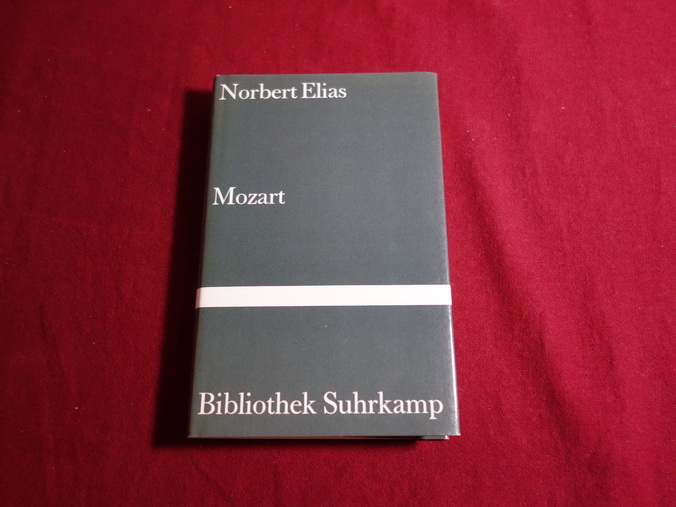 Norbert Elias
Mozart
Bibliothek Suhrkamp